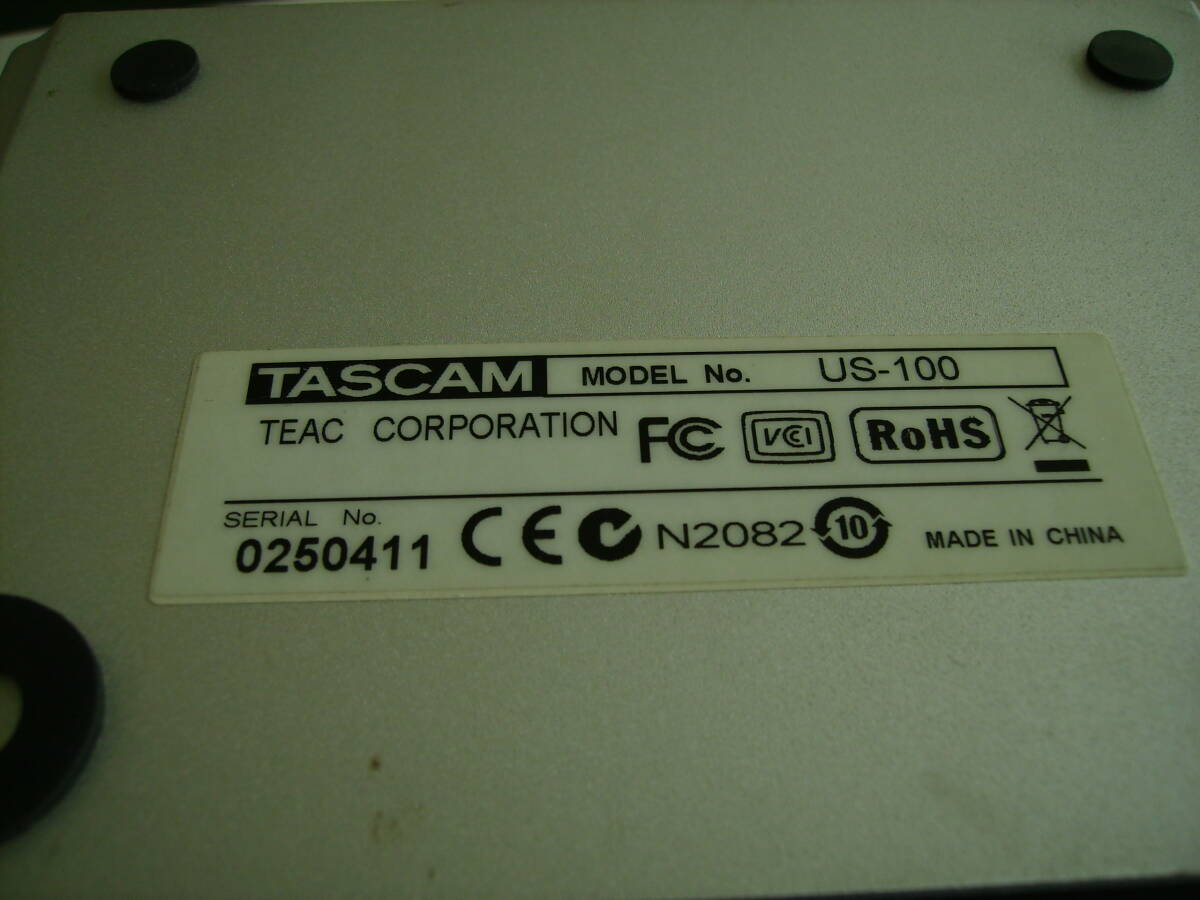 TASCAM MODEL No. US-100
TEAC CORPORATION FC VCI RoHS
SERIAL No.
0250411 CE N2082 10 MADE IN CHINA